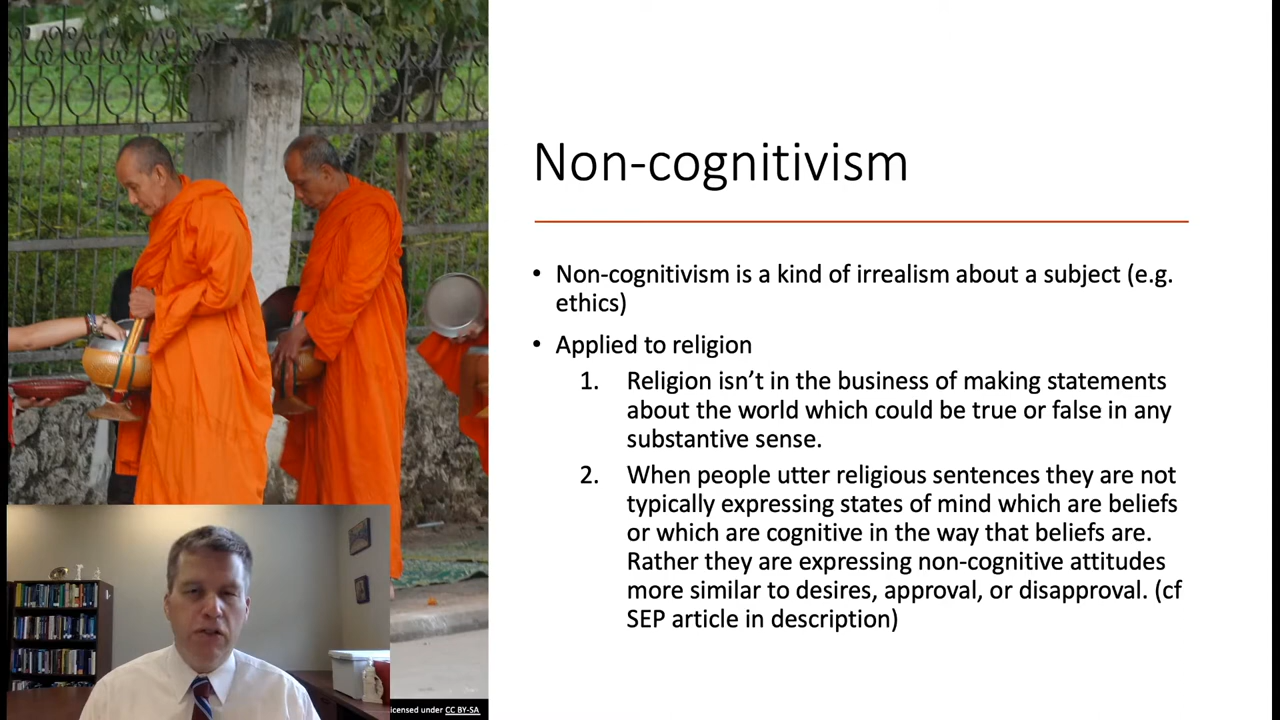 Non-cognitivism
• Non-cognitivism is a kind of irrealism about a subject (e.g.
ethics)
• Applied to religion
1. Religion isn’t in the business of making statements
about the world which could be true or false in any
substantive sense.
2. When people utter religious sentences they are not
typically expressing states of mind which are beliefs
or which are cognitive in the way that beliefs are.
Rather they are expressing non-cognitive attitudes
more similar to desires, approval, or disapproval. (cf
SEP article in description)
icensed under CC BY-SA